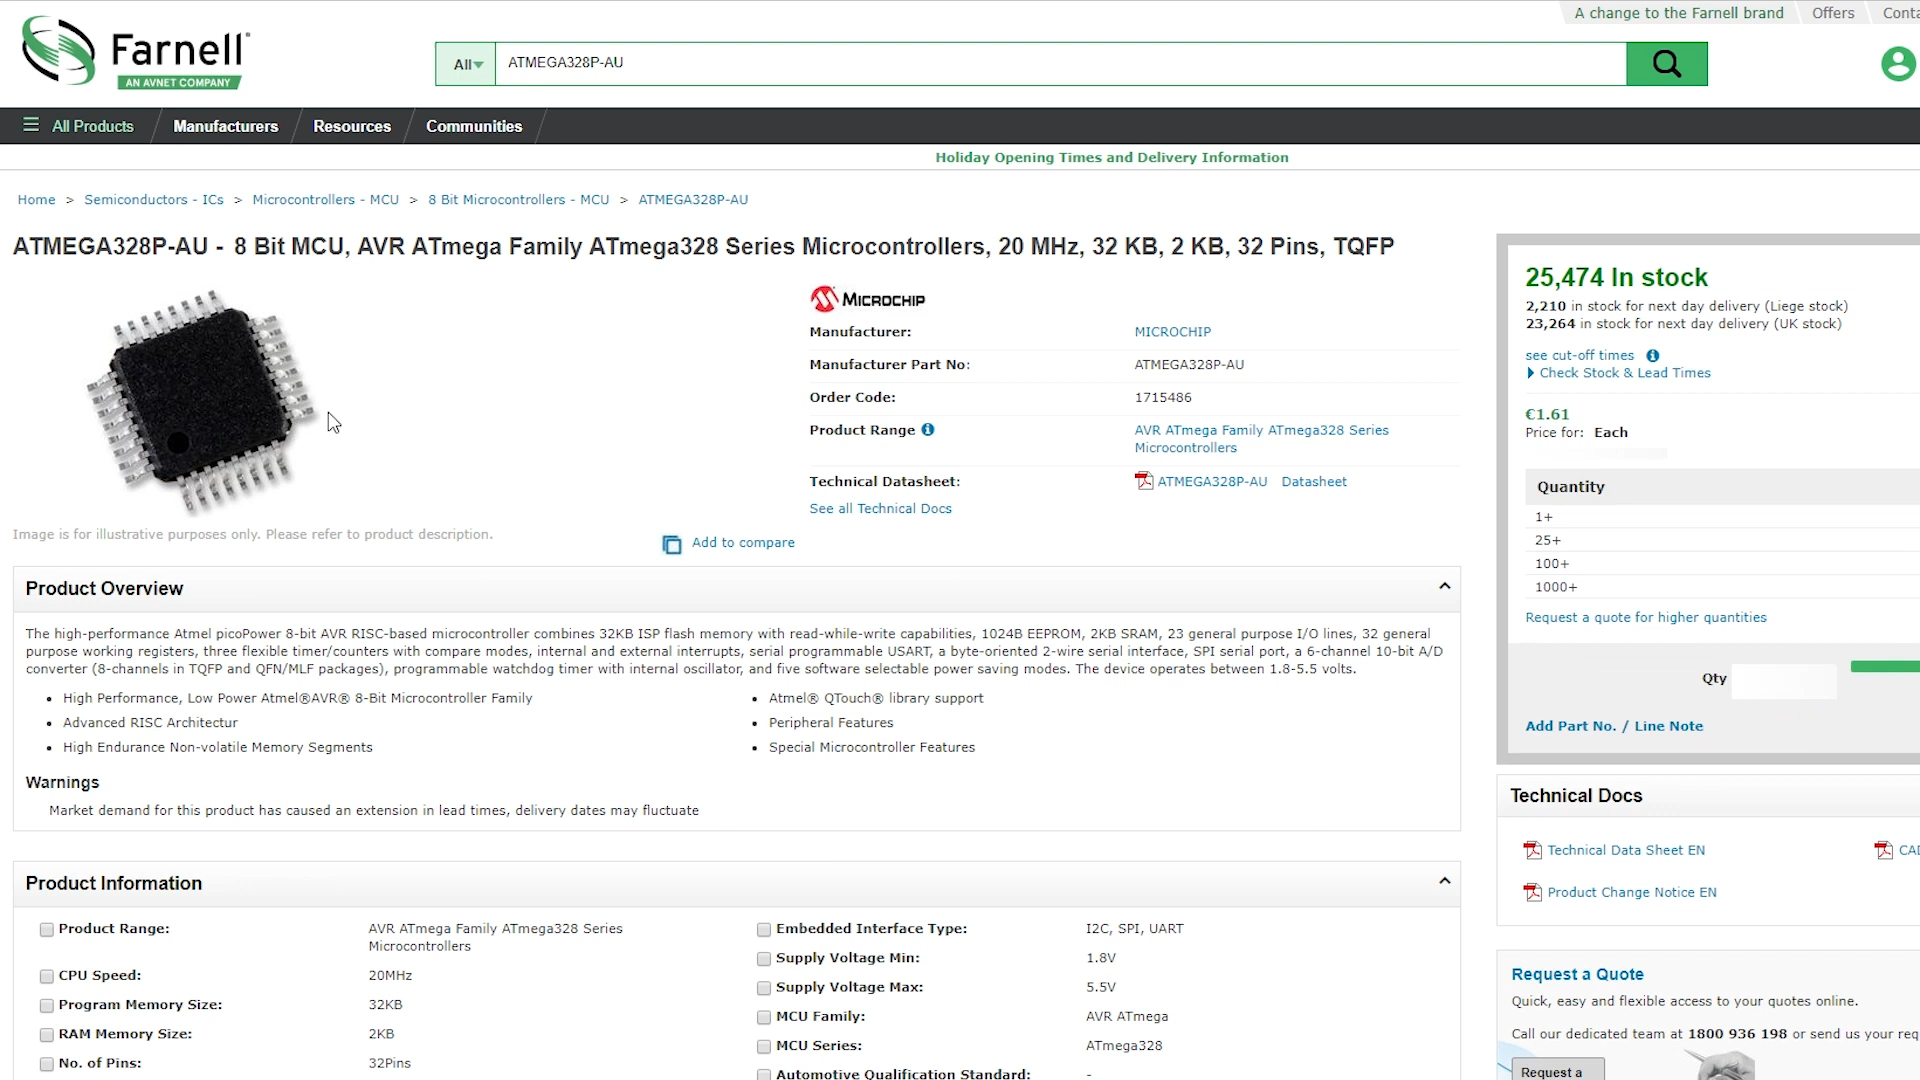 A change to the Farnell brand
Offers
Farnell
AN AVNET COMPANY
All
ATMEGA328P-AU
All Products
Manufacturers
Resources
Communities
Holiday Opening Times and Delivery Information
Home > Semiconductors - ICs > Microcontrollers - MCU > 8 Bit Microcontrollers - MCU > ATMEGA328P-AU
ATMEGA328P-AU - 8 Bit MCU, AVR ATmega Family ATmega328 Series Microcontrollers, 20 MHz, 32 KB, 2 KB, 32 Pins, TQFP
MICROCHIP
Manufacturer: MICROCHIP
Manufacturer Part No: ATMEGA328P-AU
Order Code: 1715486
Product Range AVR ATmega Family ATmega328 Series
Microcontrollers
Technical Datasheet: ATMEGA328P-AU Datasheet
See all Technical Docs
Image is for illustrative purposes only. Please refer to product description.
Add to compare
Product Overview
The high-performance Atmel picoPower 8-bit AVR RISC-based microcontroller combines 32KB ISP flash memory with read-while-write capabilities, 1024B EEPROM, 2KB SRAM, 23 general purpose I/O lines, 32 general
purpose working registers, three flexible timer/counters with compare modes, internal and external interrupts, serial programmable USART, a byte-oriented 2-wire serial interface, SPI serial port, a 6-channel 10-bit A/D
converter (8-channels in TQFP and QFN/MLF packages), programmable watchdog timer with internal oscillator, and five software selectable power saving modes. The device operates between 1.8-5.5 volts.
High Performance, Low Power Atmel®AVR® 8-Bit Microcontroller Family
Advanced RISC Architectur
High Endurance Non-volatile Memory Segments
Atmel® QTouch® library support
Peripheral Features
Special Microcontroller Features
Warnings
Market demand for this product has caused an extension in lead times, delivery dates may fluctuate
Product Information
Product Range: AVR ATmega Family ATmega328 Series
Microcontrollers
CPU Speed: 20MHz
Program Memory Size: 32KB
RAM Memory Size: 2KB
No. of Pins: 32Pins
Embedded Interface Type: I2C, SPI, UART
Supply Voltage Min: 1.8V
Supply Voltage Max: 5.5V
MCU Family: AVR ATmega
MCU Series: ATmega328
Automotive Qualification Standard: -
25,474 In stock
2,210 in stock for next day delivery (Liege stock)
23,264 in stock for next day delivery (UK stock)
see cut-off times
Check Stock & Lead Times
€1.61
Price for: Each
Quantity
1+
25+
100+
1000+
Request a quote for higher quantities
Qty
Add Part No. / Line Note
Technical Docs
Technical Data Sheet EN
Product Change Notice EN
Request a Quote
Quick, easy and flexible access to your quotes online.
Call our dedicated team at 1800 936 198 or send us your
Request a